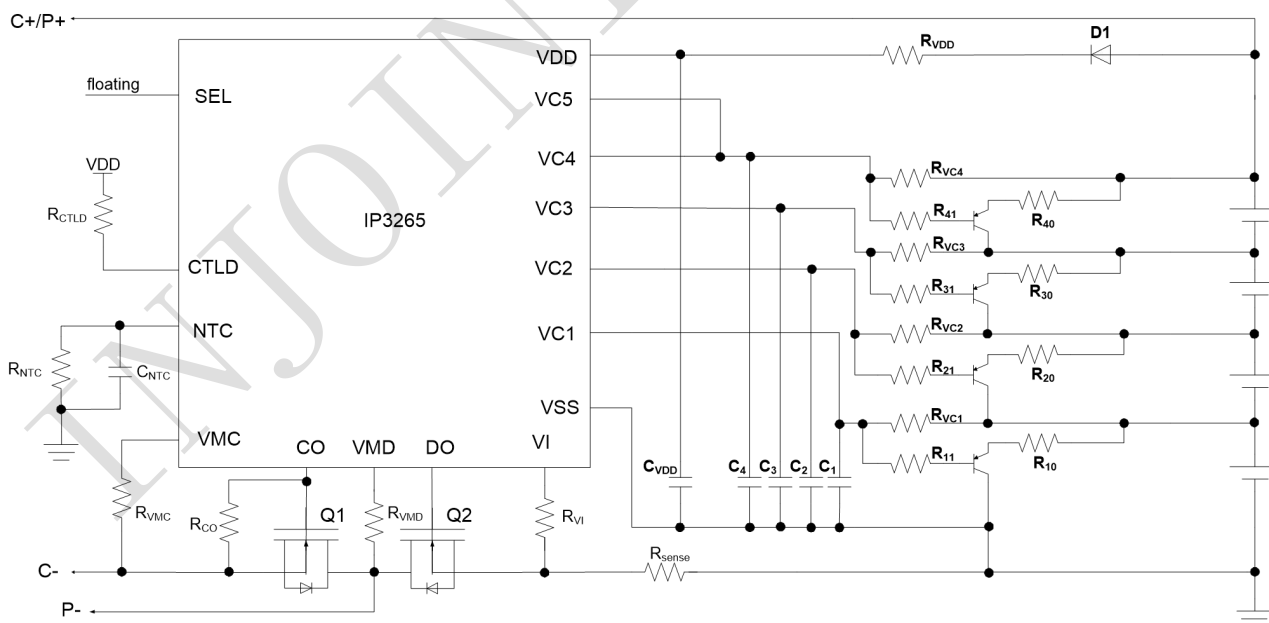 C+/P+
D1
RVDD
VDD
floating
SEL
VC5
VDD
VC4
RVC4
RCTLD
IP3265
VC3
R41
R40
RVC3
CTLD
VC2
R31
R30
NTC
VC1
RVC2
RNTC
CNTC
R21
R20
VSS
RVC1
VMC
CO
VMD
DO
VI
R11
R10
CVDD
C4
C3
C2
C1
RVMC
RCO
Q1
RVMD
Q2
RVI
Rsense
C-
P-
INJOIN